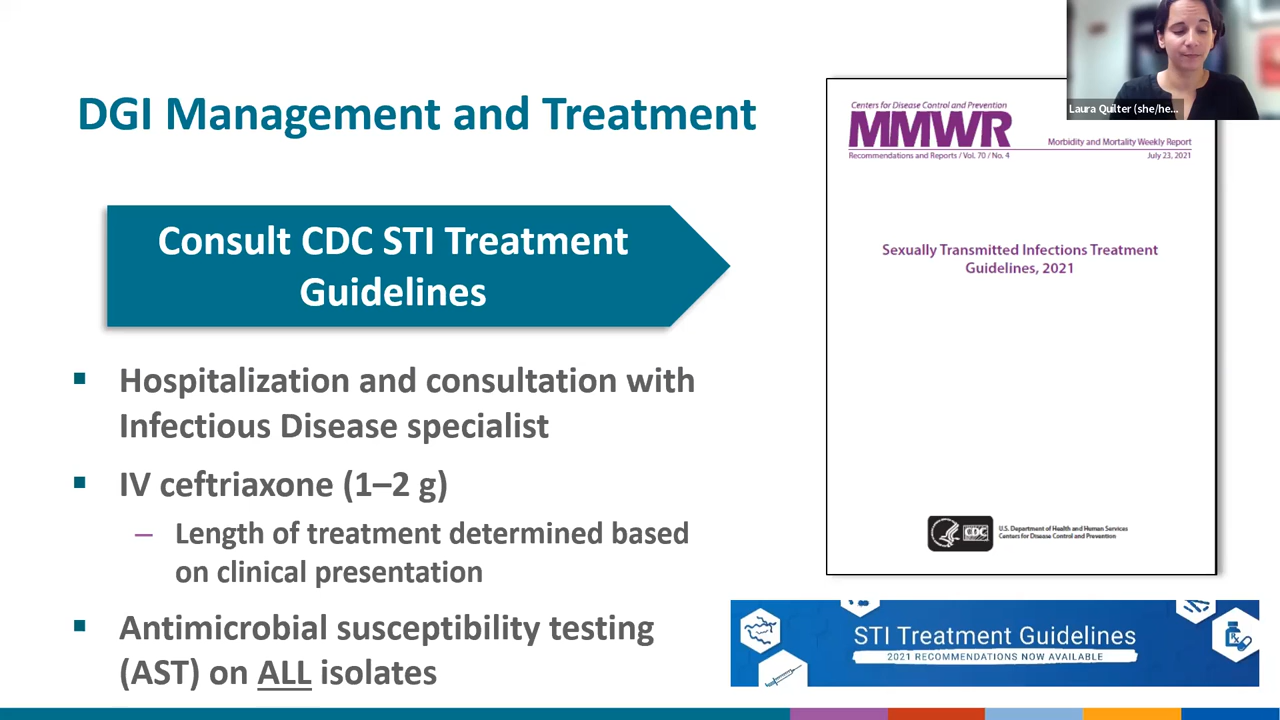 DGI Management and Treatment
Consult CDC STI Treatment
Guidelines
▪ Hospitalization and consultation with
Infectious Disease specialist
▪ IV ceftriaxone (1–2 g)
– Length of treatment determined based
on clinical presentation
▪ Antimicrobial susceptibility testing
(AST) on ALL isolates
Laura Quilter (she/he...
Centers for Disease Control and Prevention
MMWR
Morbidity and Mortality Weekly Report
Recommendations and Reports / Vol. 70 / No. 4
July 23, 2021
Sexually Transmitted Infections Treatment
Guidelines, 2021
CDC
U.S. Department of Health and Human Services
Centers for Disease Control and Prevention
STI Treatment Guidelines
2021 RECOMMENDATIONS NOW AVAILABLE
Rx